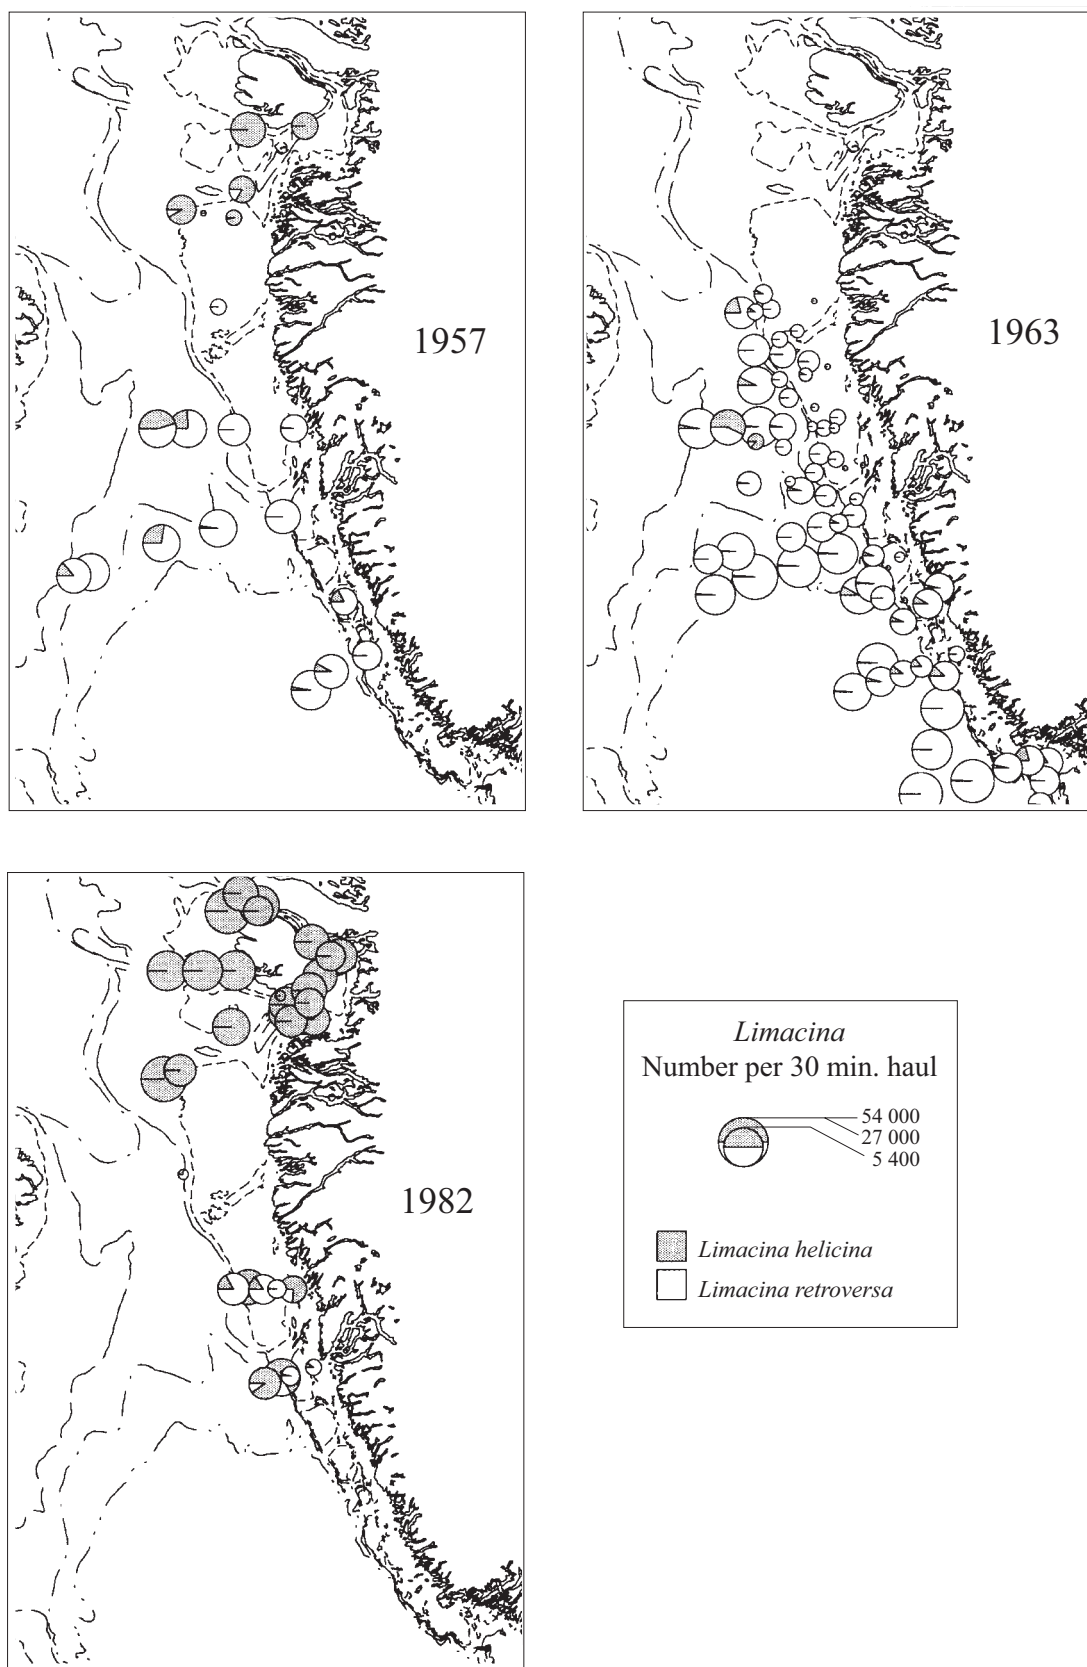 1957
1963
1982
Limacina
Number per 30 min. haul
54 000
27 000
5 400
Limacina helicina
Limacina retroversa